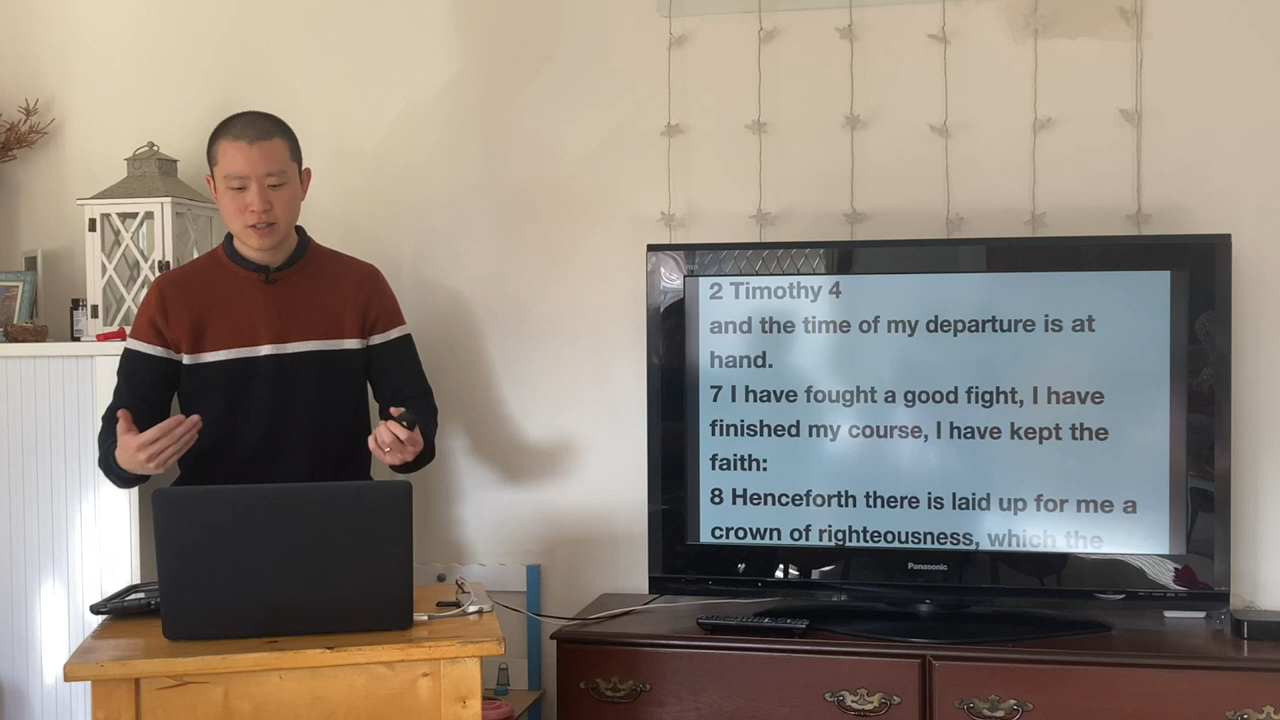 2 Timothy 4
and the time of my departure is at
hand.
7 I have fought a good fight, I have
finished my course, I have kept the
faith:
8 Henceforth there is laid up for me a
crown of righteousness, which the
Panasonic